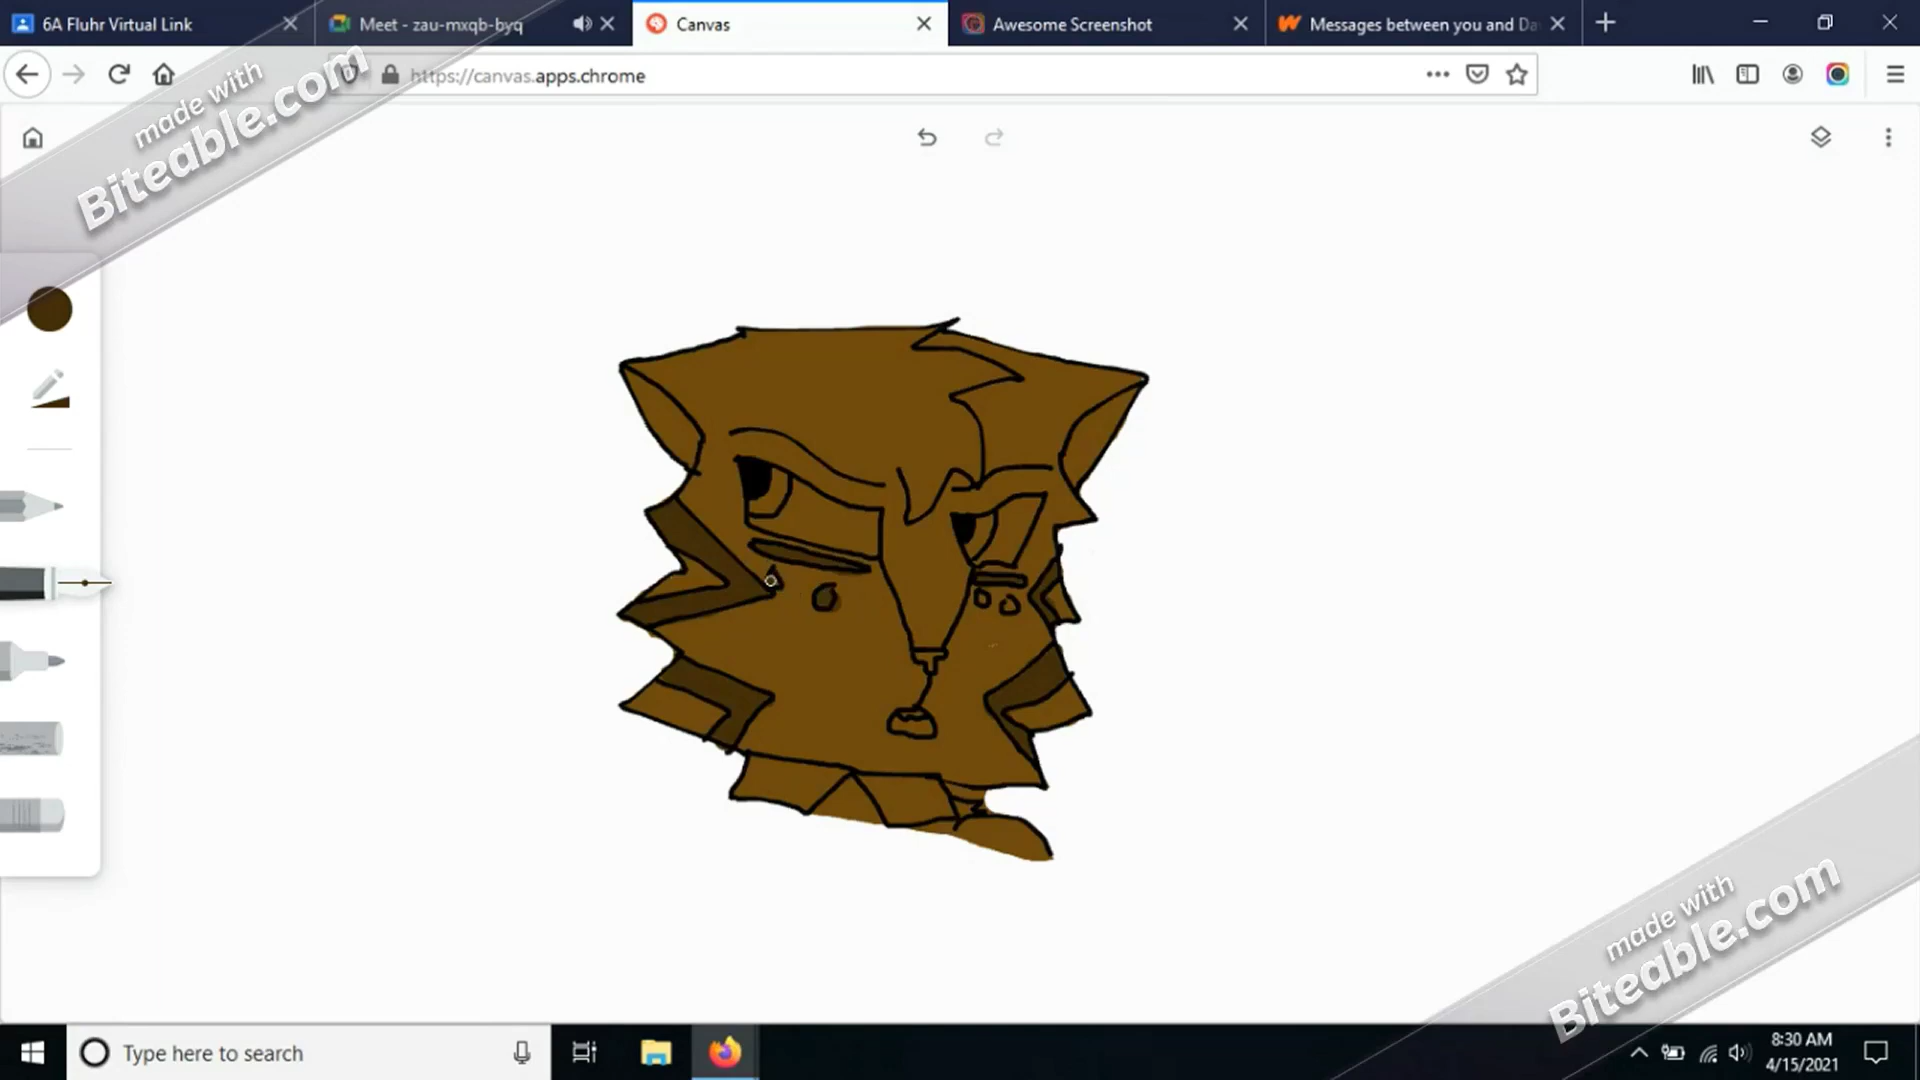 6A Fluhr Virtual Link
Meet - zau-mxqb-byq
Canvas
Awesome Screenshot
Messages between you and Da
https://canvas.apps.chrome
made with
Biteable.com
made with
Biteable.com
Type here to search
8:30 AM
4/15/2021